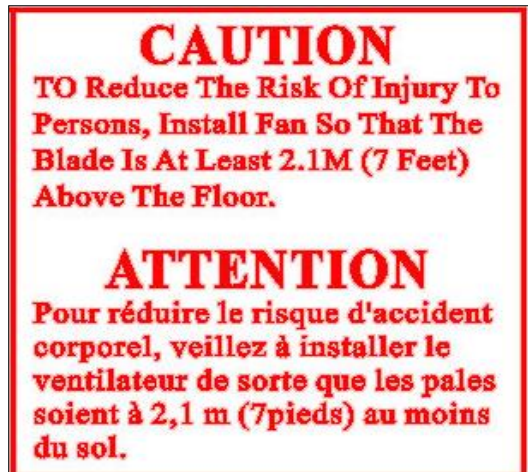 CAUTION
TO Reduce The Risk Of Injury To
Persons, Install Fan So That The
Blade Is At Least 2.1M (7 Feet)
Above The Floor.
ATTENTION
Pour réduire le risque d'accident
corporel, veillez à installer le
ventilateur de sorte que les pales
soient à 2,1 m (7pieds) au moins
du sol.